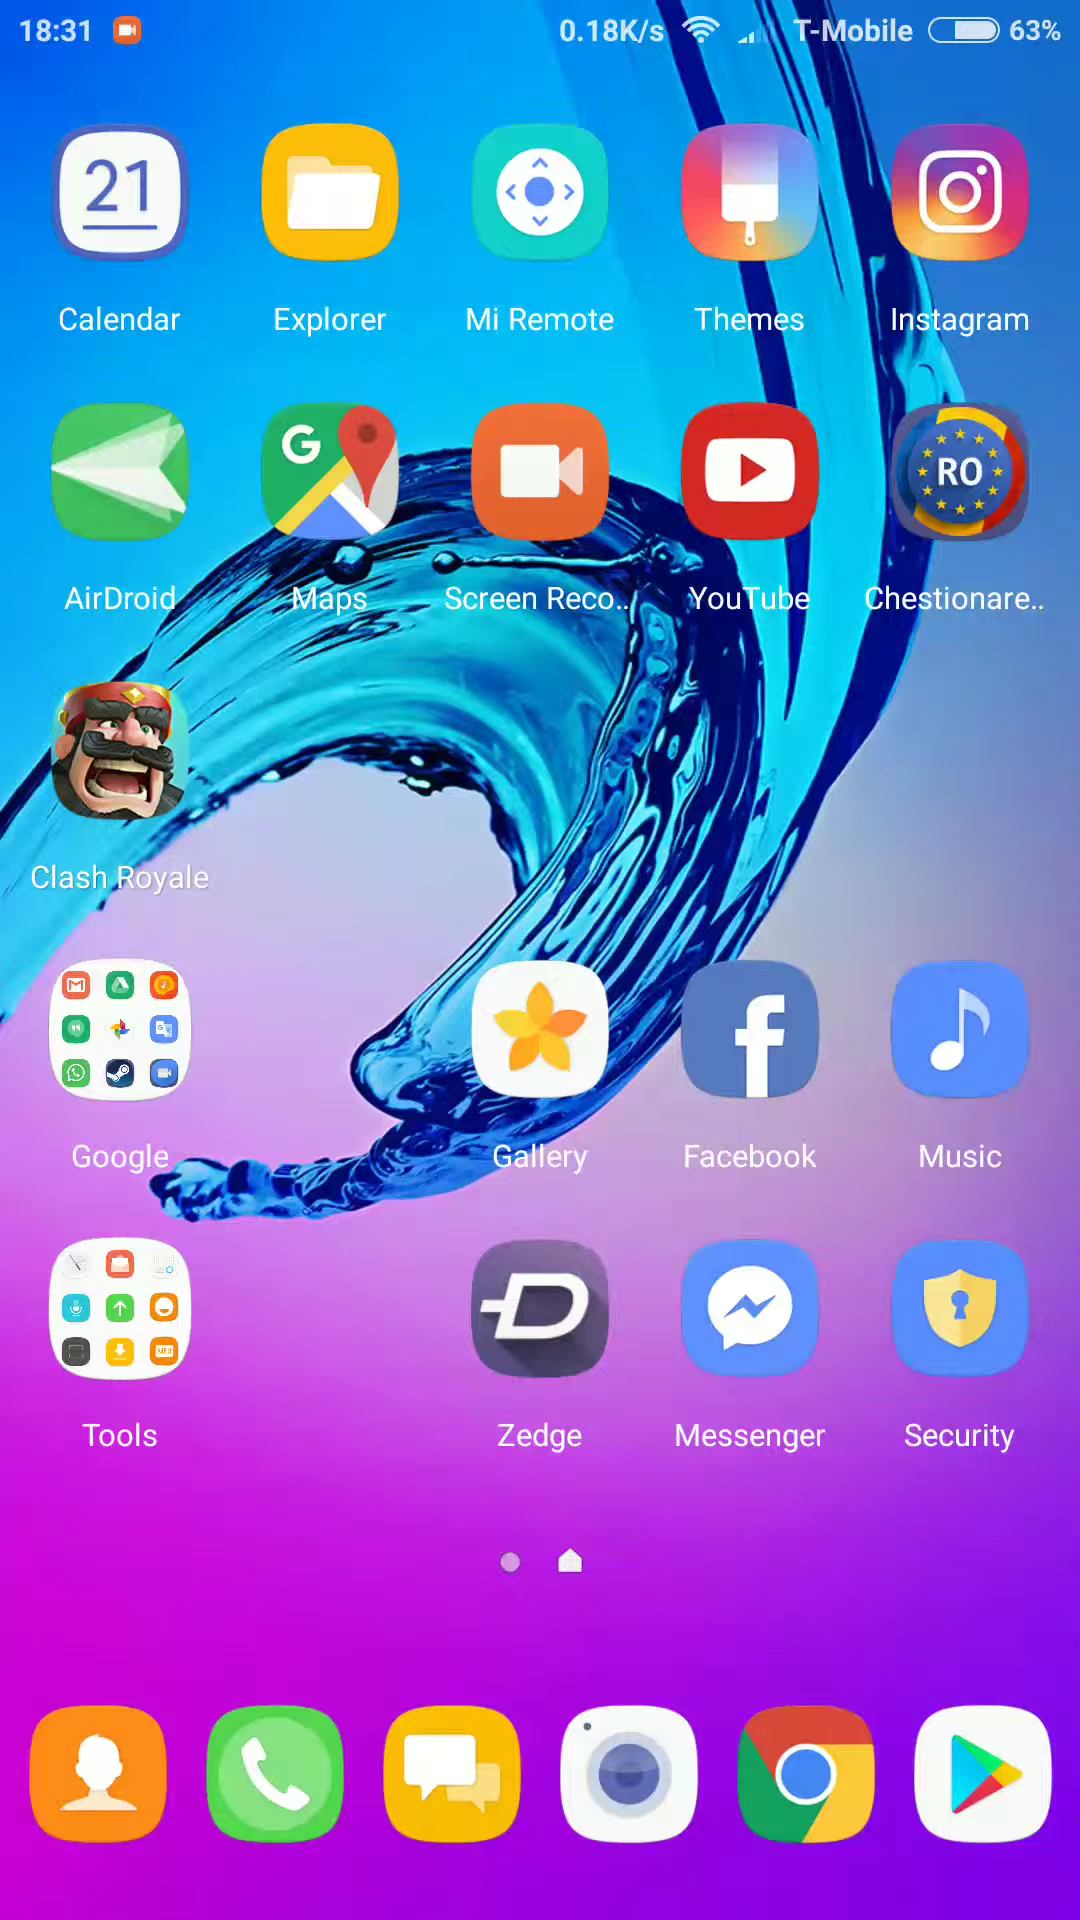 18:31 0.18K/s T-Mobile 63%
21
Calendar Explorer Mi Remote Themes Instagram
G RO
AirDroid Maps Screen Reco.. YouTube Chestionare..
Clash Royale
Google Gallery Facebook Music
Tools Zedge Messenger Security